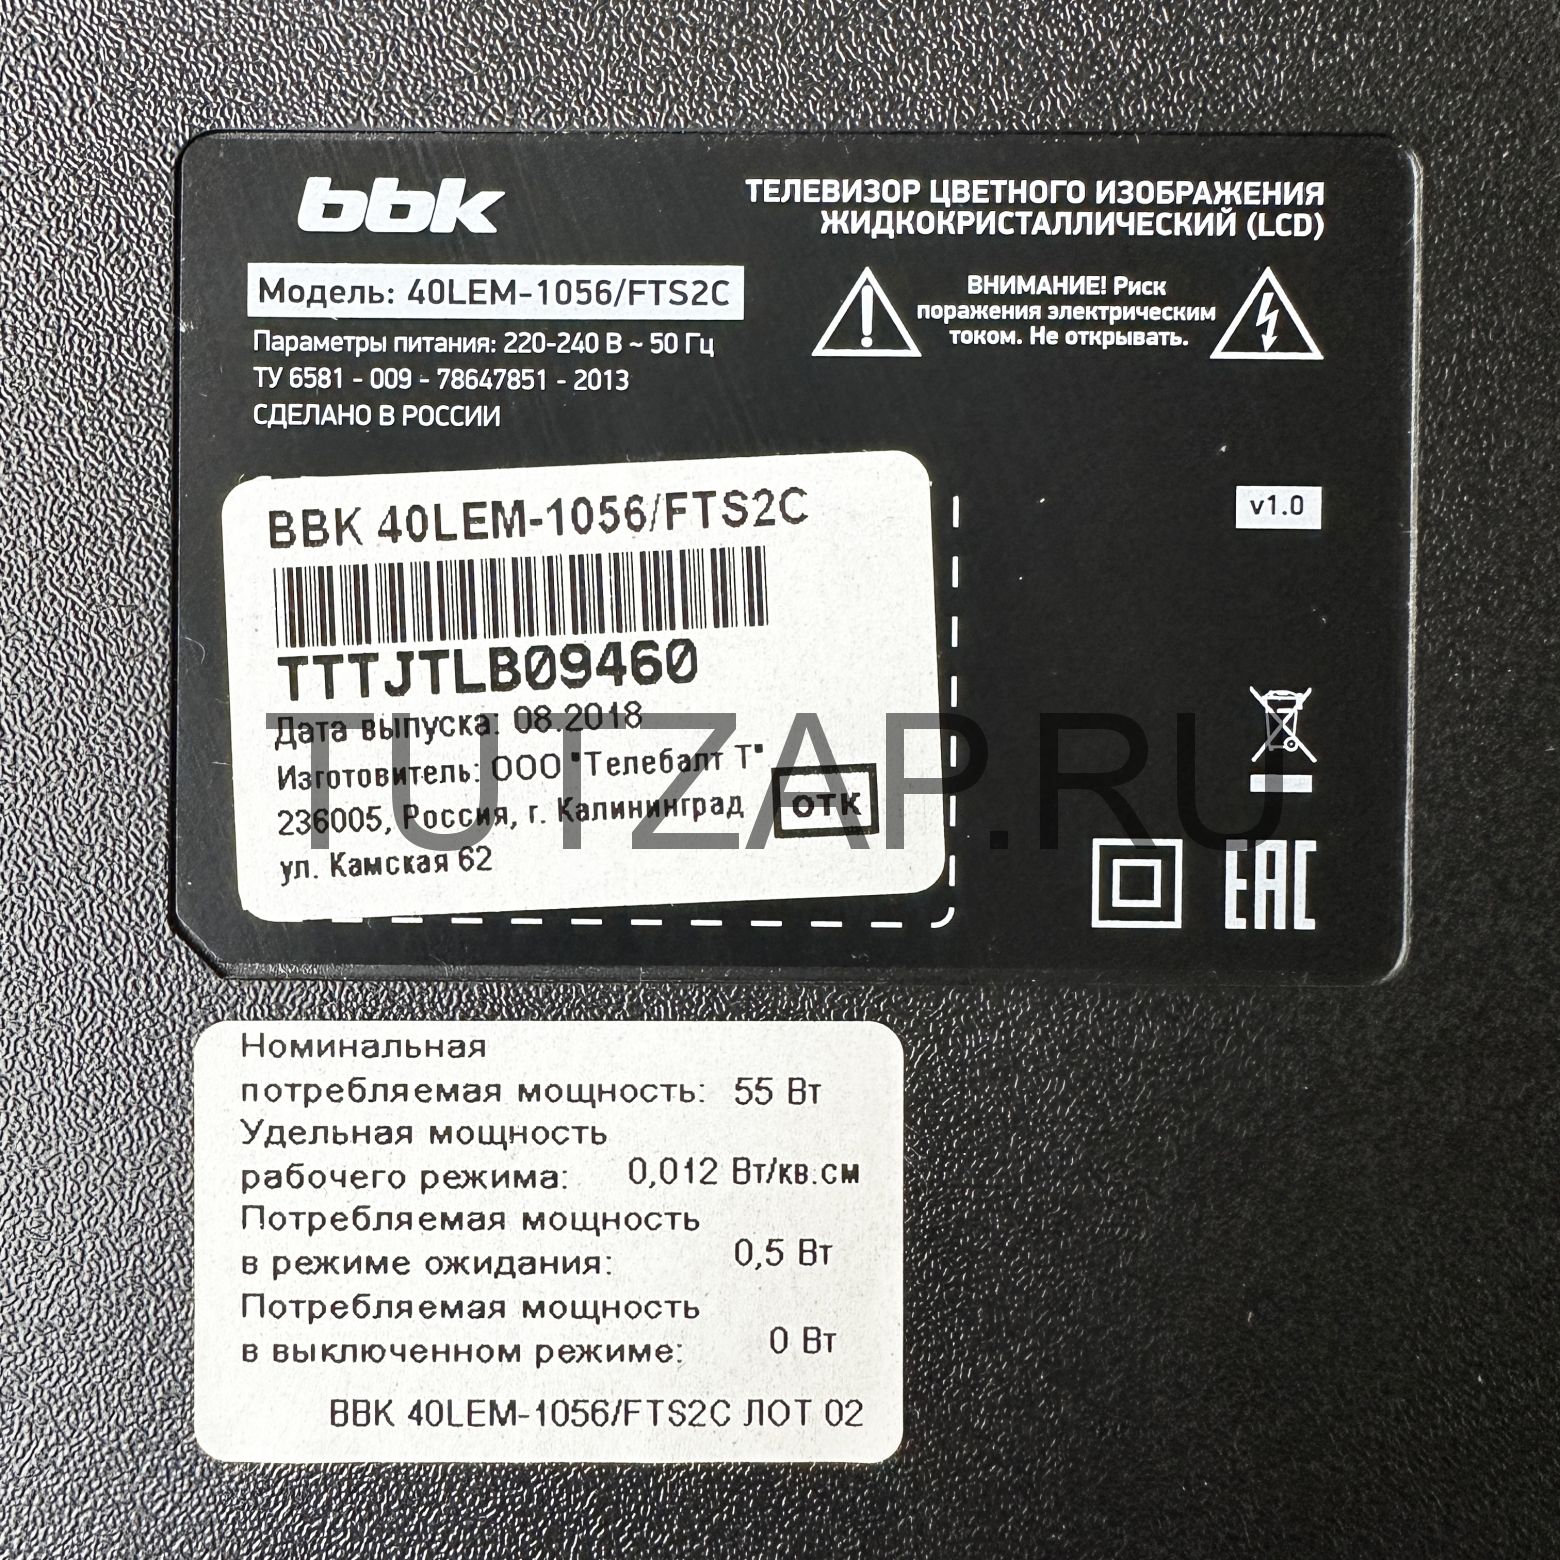 bbk
ТЕЛЕВИЗОР ЦВЕТНОГО ИЗОБРАЖЕНИЯ
ЖИДКОКРИСТАЛЛИЧЕСКИЙ (LCD)
Модель: 40LEM-1056/FTS2C
Параметры питания: 220-240 В ~ 50 Гц
ТУ 6581 - 009 - 78647851 - 2013
СДЕЛАНО В РОССИИ
ВНИМАНИЕ! Риск
поражения электрическим
током. Не открывать.
BBK 40LEM-1056/FTS2C
TTTJTLB09460
Дата выпуска: 08.2018
Изготовитель: ООО "Телебалт Т"
236005, Россия, г. Калининград
ул. Камская 62
ОТК
v1.0
EAC
TUTZAP.RU
Номинальная
потребляемая мощность: 55 Вт
Удельная мощность
рабочего режима: 0,012 Вт/кв.см
Потребляемая мощность
в режиме ожидания: 0,5 Вт
Потребляемая мощность
в выключенном режиме: 0 Вт
BBK 40LEM-1056/FTS2C ЛОТ 02